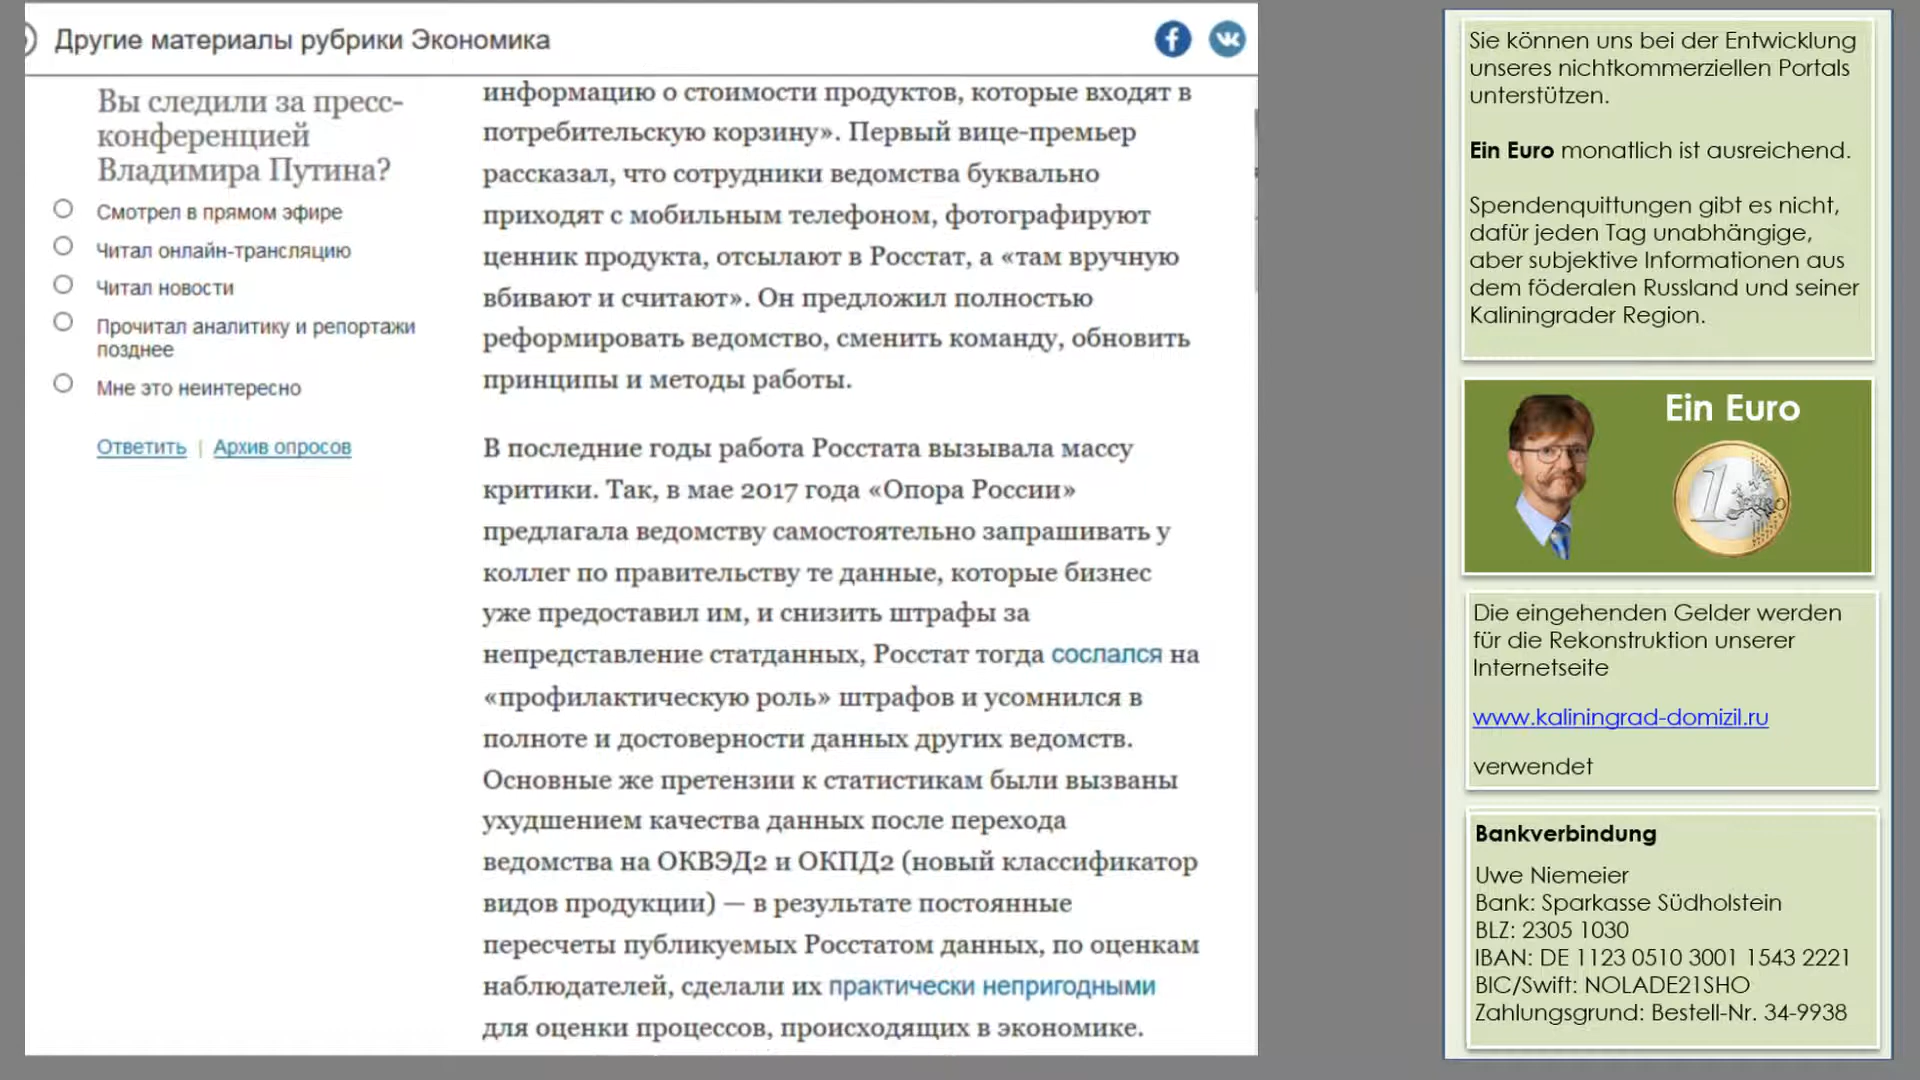 Другие материалы рубрики Экономика
Вы следили за пресс-
конференцией
Владимира Путина?
Смотрел в прямом эфире
Читал онлайн-трансляцию
Читал новости
Прочитал аналитику и репортажи
позднее
Мне это неинтересно
Ответить | Архив опросов
информацию о стоимости продуктов, которые входят в
потребительскую корзину». Первый вице-премьер
рассказал, что сотрудники ведомства буквально
приходят с мобильным телефоном, фотографируют
ценник продукта, отсылают в Росстат, а «там вручную
вбивают и считают». Он предложил полностью
реформировать ведомство, сменить команду, обновить
принципы и методы работы.
В последние годы работа Росстата вызывала массу
критики. Так, в мае 2017 года «Опора России»
предлагала ведомству самостоятельно запрашивать у
коллег по правительству те данные, которые бизнес
уже предоставил им, и снизить штрафы за
непредставление статданных, Росстат тогда сослался на
«профилактическую роль» штрафов и усомнился в
полноте и достоверности данных других ведомств.
Основные же претензии к статистикам были вызваны
ухудшением качества данных после перехода
ведомства на ОКВЭД2 и ОКПД2 (новый классификатор
видов продукции) — в результате постоянные
пересчеты публикуемых Росстатом данных, по оценкам
наблюдателей, сделали их практически непригодными
для оценки процессов, происходящих в экономике.
Sie können uns bei der Entwicklung
unseres nichtkommerziellen Portals
unterstützen.
Ein Euro monatlich ist ausreichend.
Spendenquittungen gibt es nicht,
dafür jeden Tag unabhängige,
aber subjektive Informationen aus
dem föderalen Russland und seiner
Kaliningrader Region.
Ein Euro
1 EURO
Die eingehenden Gelder werden
für die Rekonstruktion unserer
Internetseite
www.kaliningrad-domizil.ru
verwendet
Bankverbindung
Uwe Niemeier
Bank: Sparkasse Südholstein
BLZ: 2305 1030
IBAN: DE 1123 0510 3001 1543 2221
BIC/Swift: NOLADE21SHO
Zahlungsgrund: Bestell-Nr. 34-9938